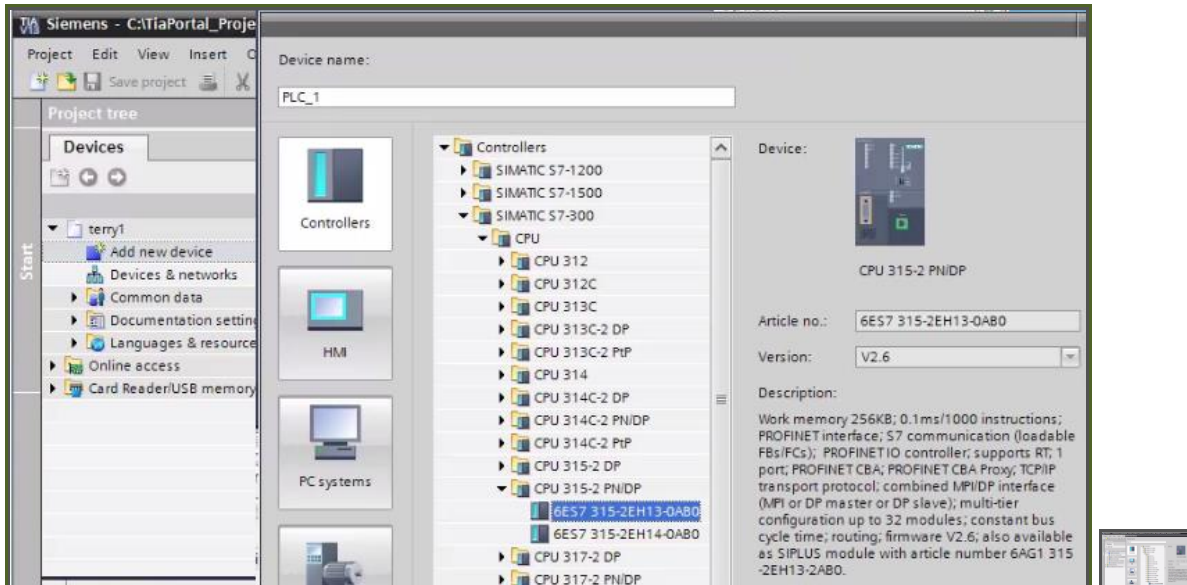 Siemens - C:\TiaPortal_Proje
Project Edit View Insert
Save project
Project tree
Devices
Start
terry1
Add new device
Devices & networks
Common data
Documentation setting
Languages & resource
Online access
Card Reader/USB memory
Device name:
PLC_1
Controllers
HMI
PC systems
Controllers
SIMATIC S7-1200
SIMATIC S7-1500
SIMATIC S7-300
CPU
CPU 312
CPU 312C
CPU 313C
CPU 313C-2 DP
CPU 313C-2 PtP
CPU 314
CPU 314C-2 DP
CPU 314C-2 PN/DP
CPU 314C-2 PtP
CPU 315-2 DP
CPU 315-2 PN/DP
6ES7 315-2EH13-0AB0
6ES7 315-2EH14-0AB0
CPU 317-2 DP
CPU 317-2 PN/DP
Device:
CPU 315-2 PN/DP
Article no.: 6ES7 315-2EH13-0AB0
Version: V2.6
Description:
Work memory 256KB; 0.1ms/1000 instructions;
PROFINET interface; S7 communication (loadable
FBs/FCs); PROFINET IO controller; supports RT; 1
port; PROFINET CBA; PROFINET CBA Proxy; TCP/IP
transport protocol; combined MPI/DP interface
(MPI or DP master or DP slave); multi-tier
configuration up to 32 modules; constant bus
cycle time; routing; firmware V2.6; also available
as SIPLUS module with article number 6AG1 315
-2EH13-2AB0.